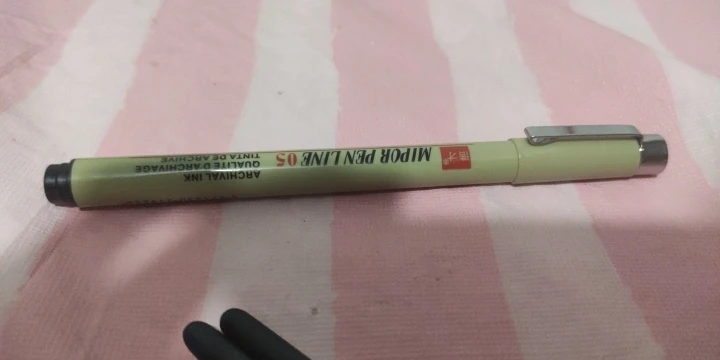 MIPOR PEN LINE 05
ARCHIVAL INK
QUALITE D'ARCHIVAGE
TINTA DE ARCHIVE